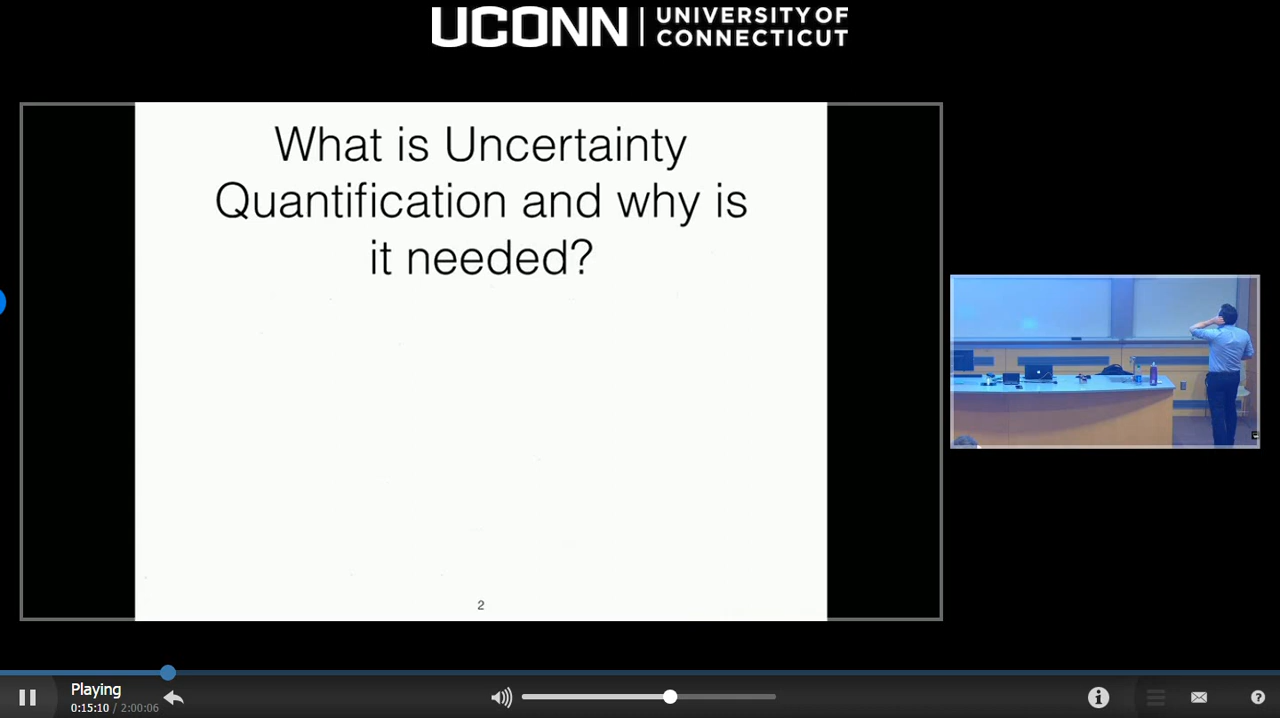 UCONN
UNIVERSITY OF
CONNECTICUT
What is Uncertainty
Quantification and why is
it needed?
2
Playing
0:15:10 / 2:00:06